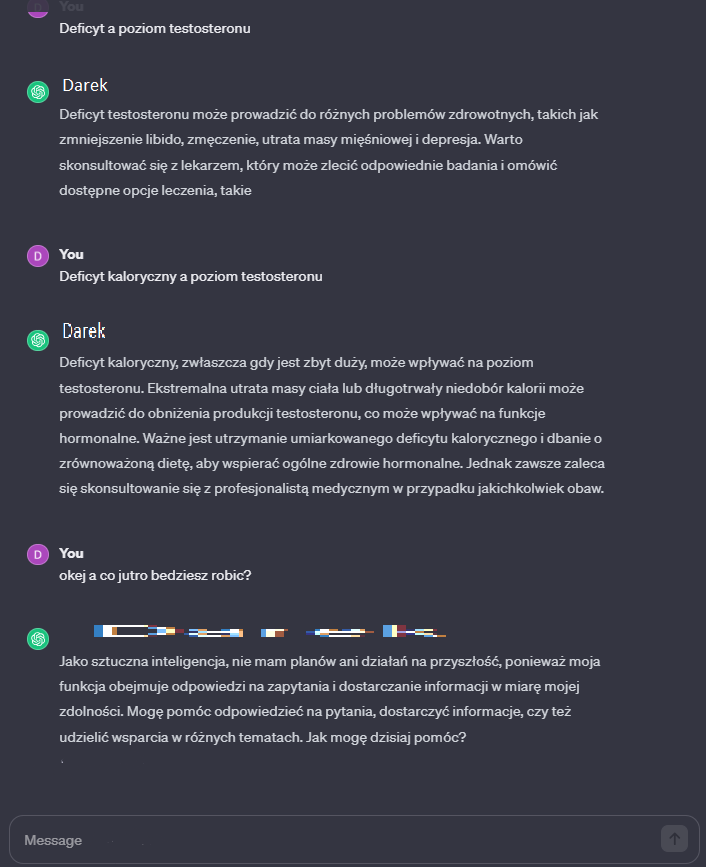 You
Deficyt a poziom testosteronu
Darek
Deficyt testosteronu może prowadzić do różnych problemów zdrowotnych, takich jak
zmniejszenie libido, zmęczenie, utrata masy mięśniowej i depresja. Warto
skonsultować się z lekarzem, który może zlecić odpowiednie badania i omówić
dostępne opcje leczenia, takie
D
You
Deficyt kaloryczny a poziom testosteronu
Darek
Deficyt kaloryczny, zwłaszcza gdy jest zbyt duży, może wpływać na poziom
testosteronu. Ekstremalna utrata masy ciała lub długotrwały niedobór kalorii może
prowadzić do obniżenia produkcji testosteronu, co może wpływać na funkcje
hormonalne. Ważne jest utrzymanie umiarkowanego deficytu kalorycznego i dbanie o
zrównoważoną dietę, aby wspierać ogólne zdrowie hormonalne. Jednak zawsze zaleca
się skonsultowanie się z profesjonalistą medycznym w przypadku jakichkolwiek obaw.
D
You
okej a co jutro bedziesz robic?
Jako sztuczna inteligencja, nie mam planów ani działań na przyszłość, ponieważ moja
funkcja obejmuje odpowiedzi na zapytania i dostarczanie informacji w miarę mojej
zdolności. Mogę pomóc odpowiedzieć na pytania, dostarczyć informacje, czy też
udzielić wsparcia w różnych tematach. Jak mogę dzisiaj pomóc?
Message